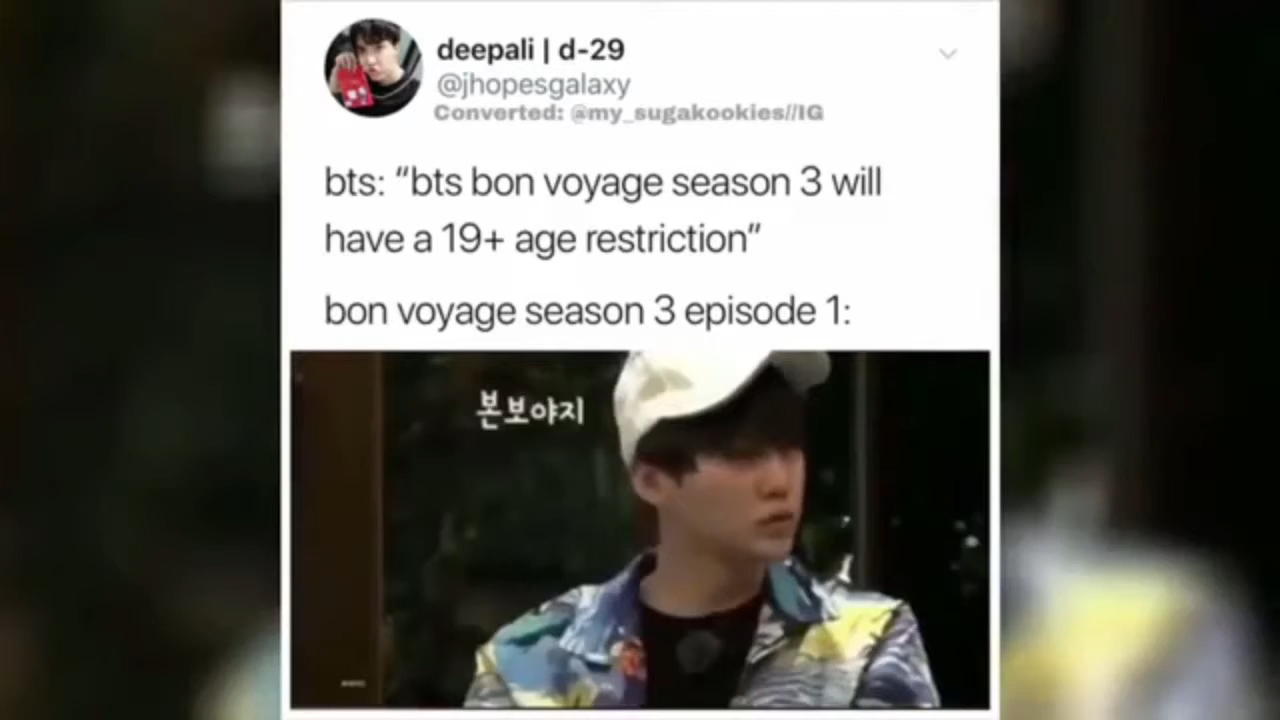 deepali | d-29
@jhopesgalaxy
Converted: @my_sugakookies//IG
bts: “bts bon voyage season 3 will
have a 19+ age restriction”
bon voyage season 3 episode 1:
본보야지